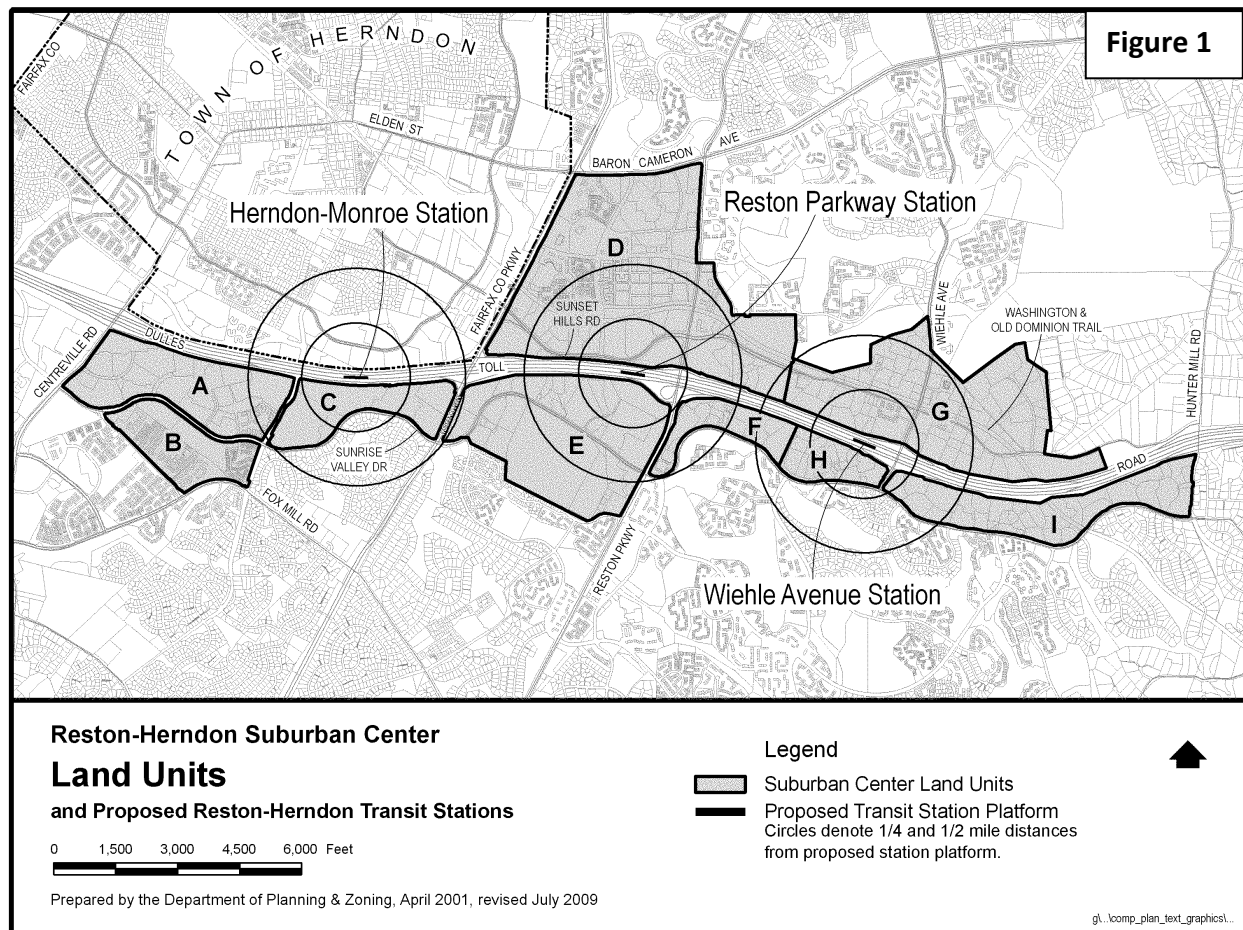 Figure 1
FAIRFAX CO
TOWN OF HERNDON
ELDEN ST
BARON CAMERON AVE
Herndon-Monroe Station
Reston Parkway Station
D
FAIRFAX CO PKWY
SUNSET
HILLS RD
WIEHLE AVE
WASHINGTON &
OLD DOMINION TRAIL
HUNTER MILL RD
CENTREVILLE RD
DULLES
TOLL
ROAD
A
C
B
SUNRISE
VALLEY DR
E
F
G
H
I
FOX MILL RD
RESTON PKWY
Wiehle Avenue Station
Reston-Herndon Suburban Center
Land Units
and Proposed Reston-Herndon Transit Stations
0 1,500 3,000 4,500 6,000 Feet
Prepared by the Department of Planning & Zoning, April 2001, revised July 2009
Legend
Suburban Center Land Units
Proposed Transit Station Platform
Circles denote 1/4 and 1/2 mile distances
from proposed station platform.
g\...\comp_plan_text_graphics\...